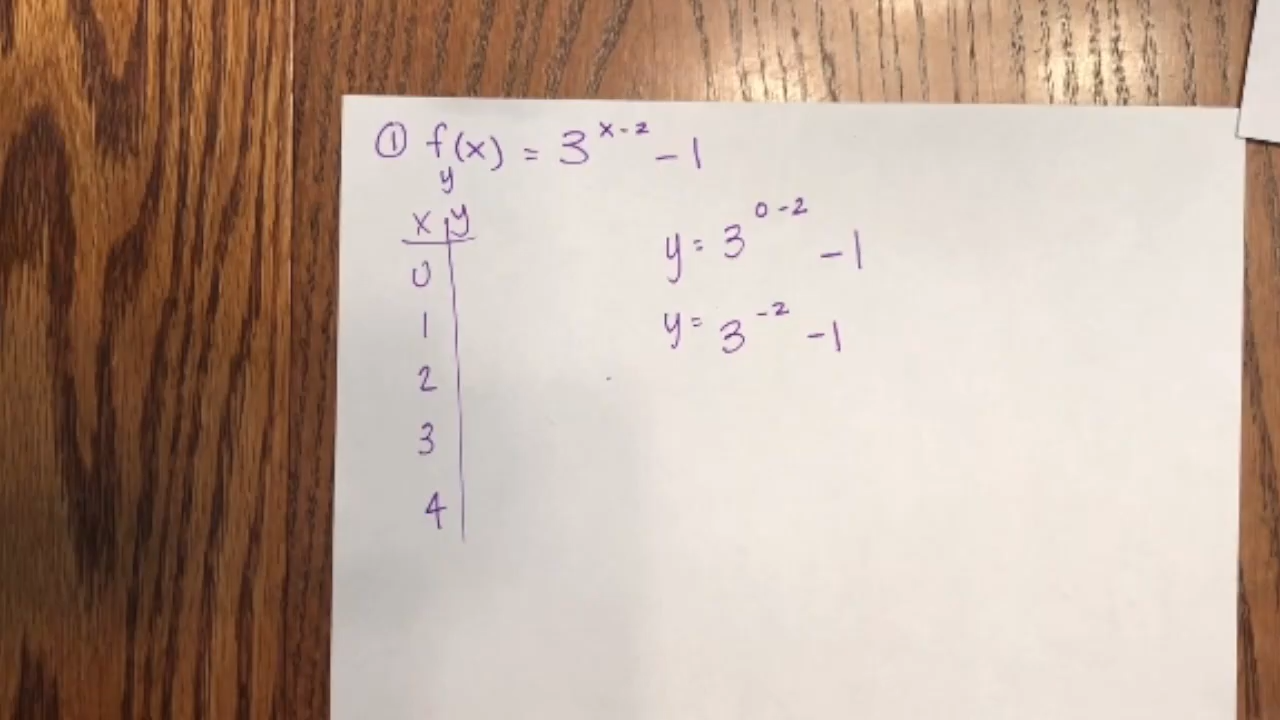 ① f(x) = 3^(x-2) - 1
y
x y
0
1
2
3
4
y = 3^(0-2) - 1
y = 3^(-2) - 1